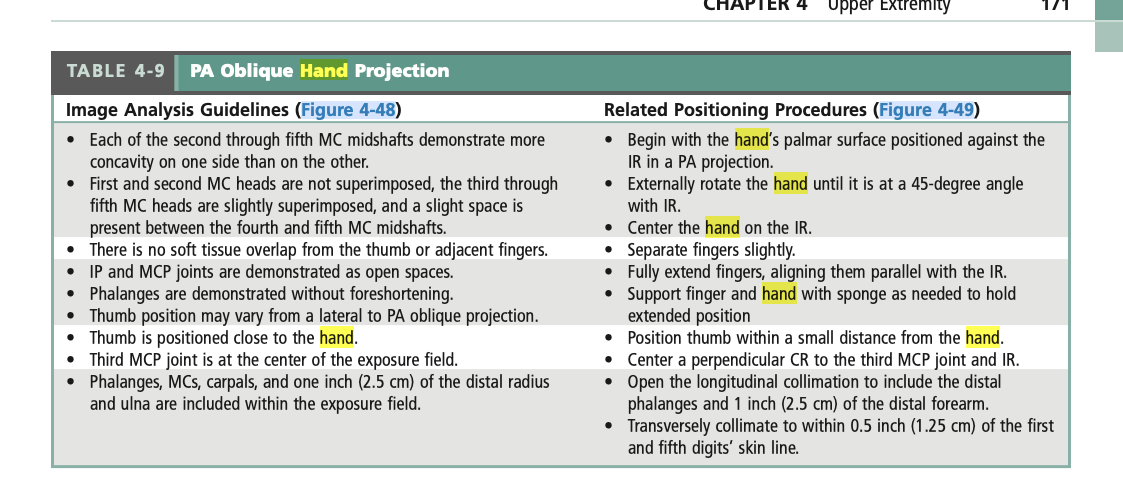 CHAPTER 4 Upper Extremity 171
TABLE 4-9 PA Oblique Hand Projection
Image Analysis Guidelines (Figure 4-48)
• Each of the second through fifth MC midshafts demonstrate more
concavity on one side than on the other.
• First and second MC heads are not superimposed, the third through
fifth MC heads are slightly superimposed, and a slight space is
present between the fourth and fifth MC midshafts.
• There is no soft tissue overlap from the thumb or adjacent fingers.
• IP and MCP joints are demonstrated as open spaces.
• Phalanges are demonstrated without foreshortening.
• Thumb position may vary from a lateral to PA oblique projection.
• Thumb is positioned close to the hand.
• Third MCP joint is at the center of the exposure field.
• Phalanges, MCs, carpals, and one inch (2.5 cm) of the distal radius
and ulna are included within the exposure field.
Related Positioning Procedures (Figure 4-49)
• Begin with the hand's palmar surface positioned against the
IR in a PA projection.
• Externally rotate the hand until it is at a 45-degree angle
with IR.
• Center the hand on the IR.
• Separate fingers slightly.
• Fully extend fingers, aligning them parallel with the IR.
• Support finger and hand with sponge as needed to hold
extended position
• Position thumb within a small distance from the hand.
• Center a perpendicular CR to the third MCP joint and IR.
• Open the longitudinal collimation to include the distal
phalanges and 1 inch (2.5 cm) of the distal forearm.
• Transversely collimate to within 0.5 inch (1.25 cm) of the first
and fifth digits' skin line.